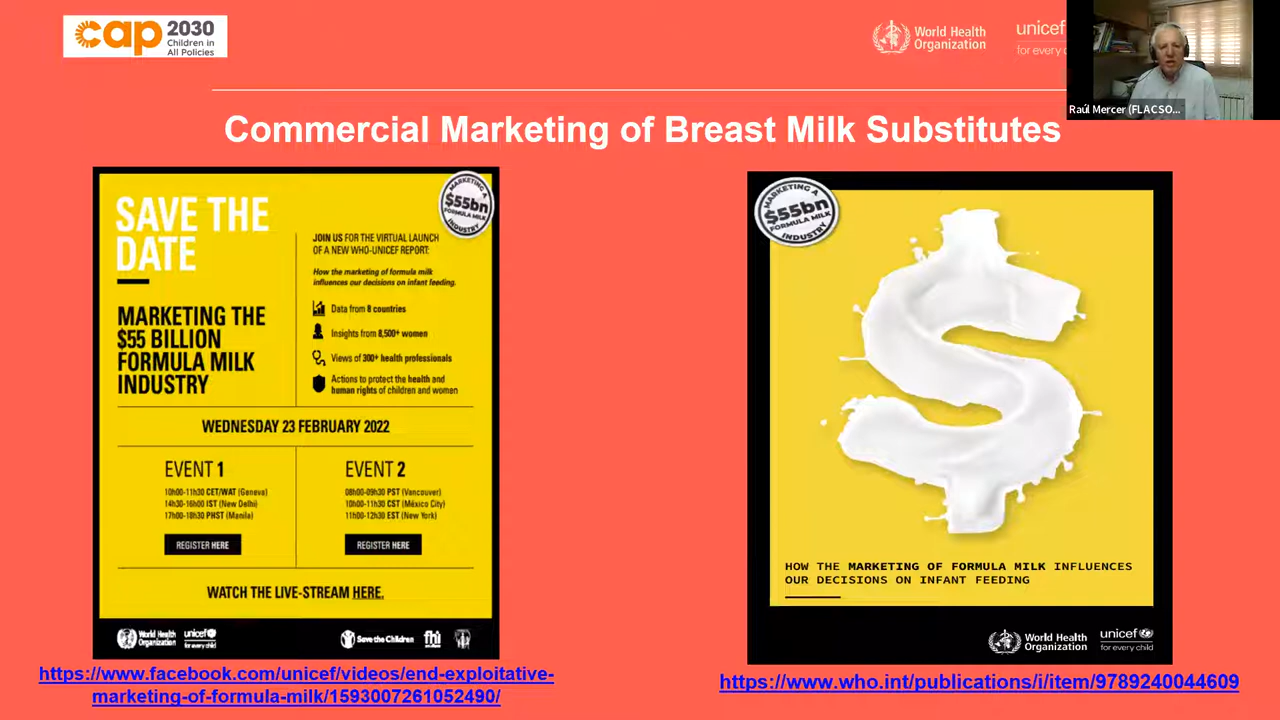 cap 2030
Children in
All Policies
World Health
Organization
unicef
for every
Raúl Mercer (FLACSO...
Commercial Marketing of Breast Milk Substitutes
SAVE THE
DATE
MARKETING A
$55bn
FORMULA MILK
INDUSTRY
MARKETING THE
$55 BILLION
FORMULA MILK
INDUSTRY
JOIN US FOR THE VIRTUAL LAUNCH
OF A NEW WHO-UNICEF REPORT:
How the marketing of formula milk
influences our decisions on infant feeding.
Data from 8 countries
Insights from 8,500+ women
Views of 300+ health professionals
Actions to protect the health and
human rights of children and women
WEDNESDAY 23 FEBRUARY 2022
EVENT 1
10h00-11h30 CET/WAT (Geneva)
14h30-16h00 IST (New Delhi)
17h00-18h30 PHST (Manila)
REGISTER HERE
EVENT 2
08h00-09h30 PST (Vancouver)
10h00-11h30 CST (México City)
11h00-12h30 EST (New York)
REGISTER HERE
WATCH THE LIVE-STREAM HERE.
World Health
Organization
unicef
for every child
Save the Children
fhi
https://www.facebook.com/unicef/videos/end-exploitative-
marketing-of-formula-milk/1593007261052490/
MARKETING A
$55bn
FORMULA MILK
INDUSTRY
HOW THE MARKETING OF FORMULA MILK INFLUENCES
OUR DECISIONS ON INFANT FEEDING
World Health
Organization
unicef
for every child
https://www.who.int/publications/i/item/9789240044609